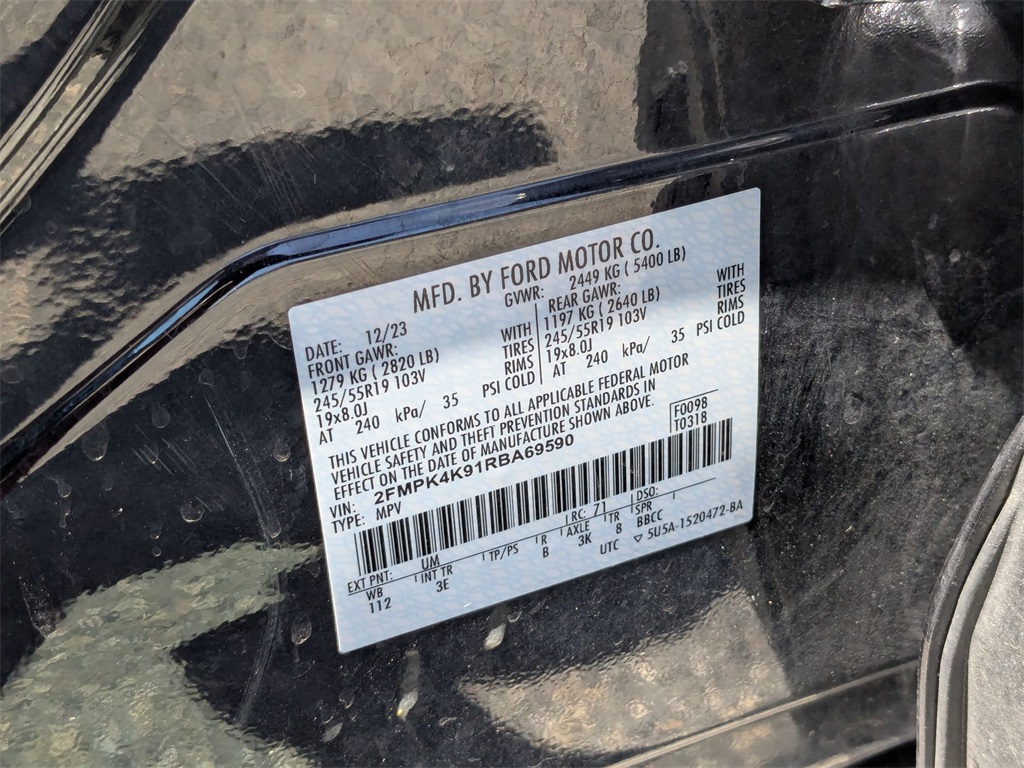 MFD. BY FORD MOTOR CO.
DATE: 12/23 GVWR: 2449 KG ( 5400 LB)
FRONT GAWR: WITH REAR GAWR: WITH
1279 KG ( 2820 LB) TIRES 1197 KG ( 2640 LB) TIRES
245/55R19 103V RIMS 245/55R19 103V RIMS
19x8.0J PSI COLD 19x8.0J PSI COLD
AT 240 kPa/ 35 AT 240 kPa/ 35
THIS VEHICLE CONFORMS TO ALL APPLICABLE FEDERAL MOTOR
VEHICLE SAFETY AND THEFT PREVENTION STANDARDS IN
EFFECT ON THE DATE OF MANUFACTURE SHOWN ABOVE.
VIN: 2FMPK4K91RBA69590 F0098
TYPE: MPV T0318
EXT PNT: UM RC: 71 DSO:
WB INT TR TP/PS R AXLE TR SPR
112 3E B 3K 8 BBCC
UTC ▽ 5U5A-1520472-BA